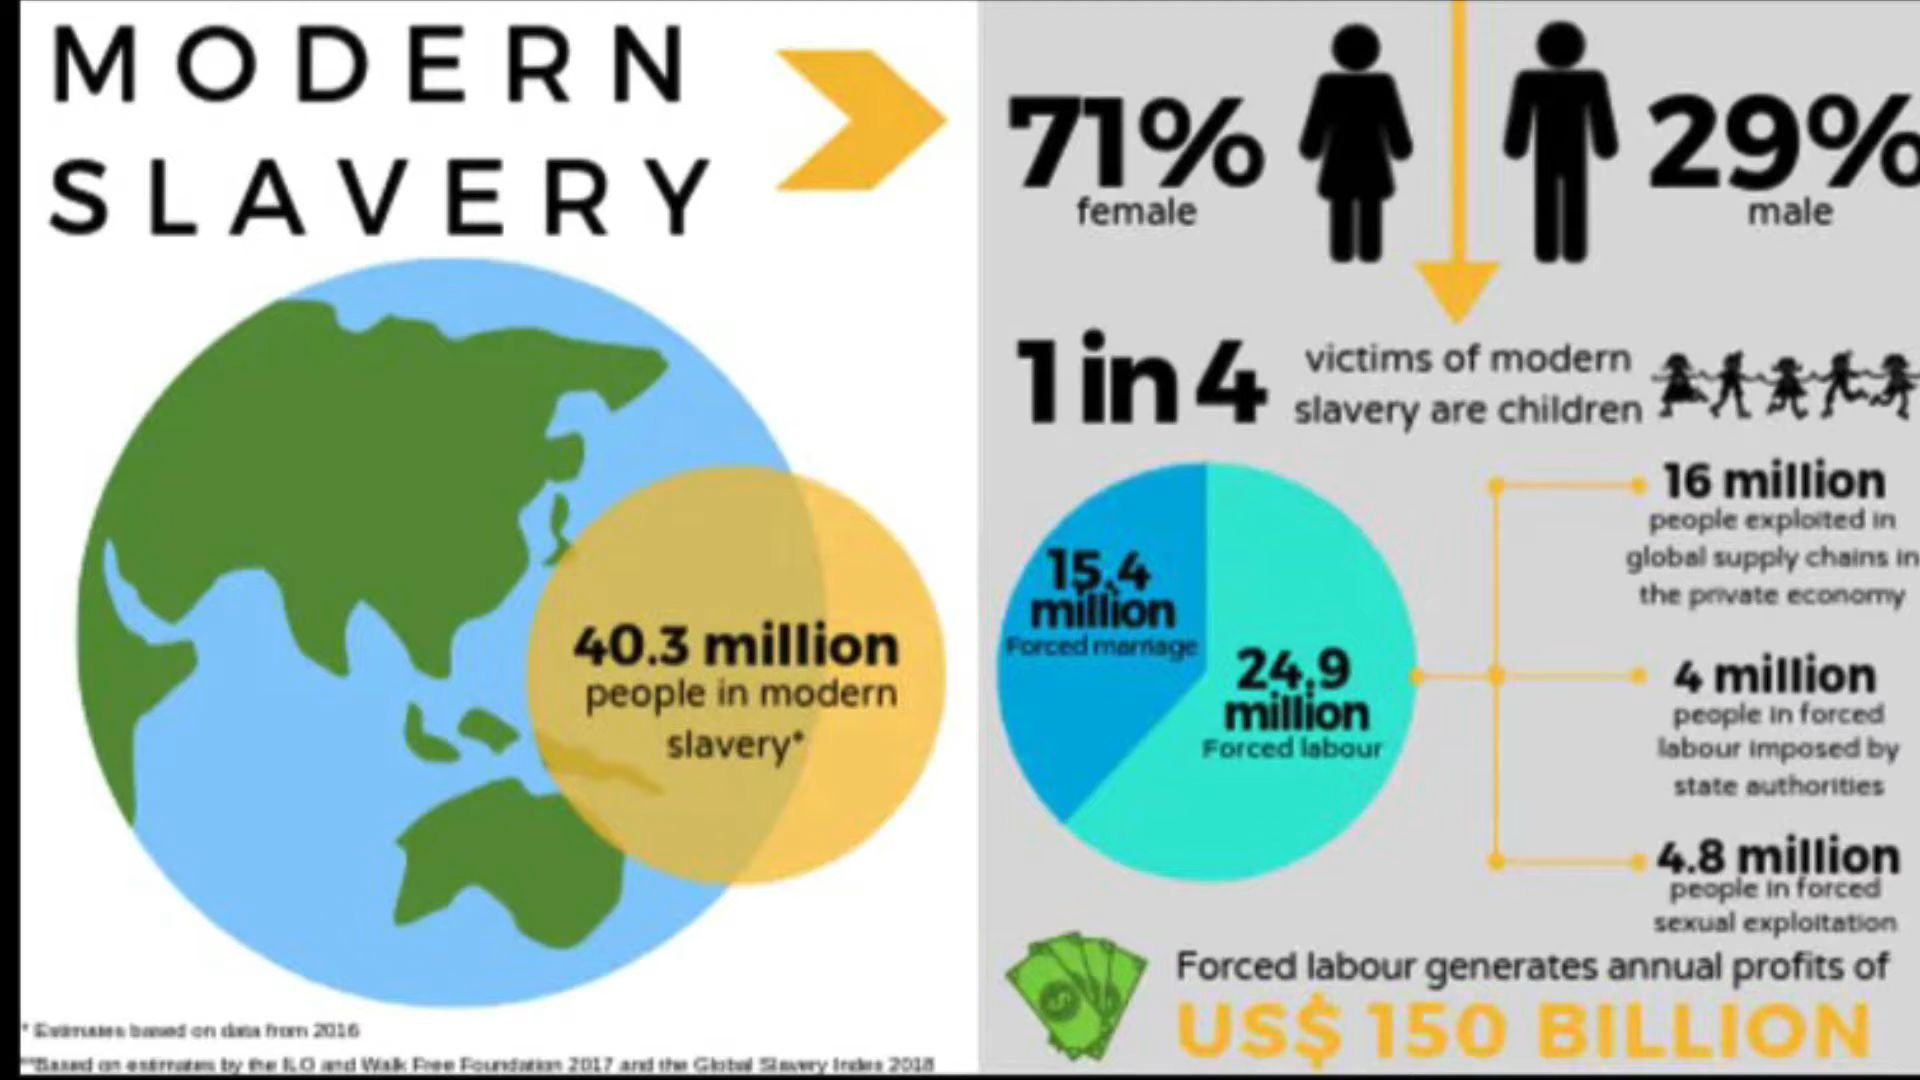 MODERN
SLAVERY
40.3 million
people in modern
slavery*
* Estimates based on data from 2016
**Based on estimates by the ILO and Walk Free Foundation 2017 and the Global Slavery Index 2018
71%
female
29%
male
1 in 4
victims of modern
slavery are children
15.4
million
Forced marriage
24.9
million
Forced labour
16 million
people exploited in
global supply chains in
the private economy
4 million
people in forced
labour imposed by
state authorities
4.8 million
people in forced
sexual exploitation
Forced labour generates annual profits of
US$ 150 BILLION